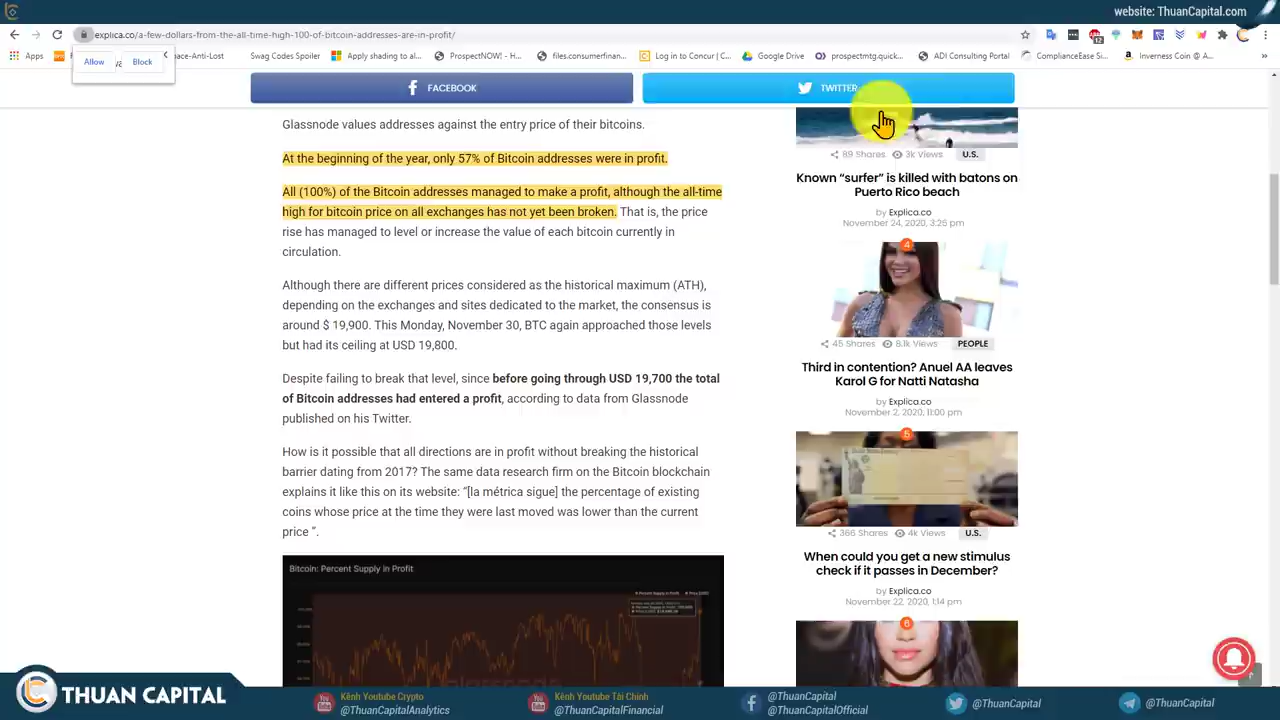 website: ThuanCapital.com
explica.co/a-few-dollars-from-the-all-time-high-100-of-bitcoin-addresses-are-in-profit/
Apps
ace-Anti-Lost
Swag Codes Spoiler
Apply shading to al...
ProspectNOW! - H...
files.consumerfinan...
Log in to Concur | C...
Google Drive
prospectmtg.quick...
ADI Consulting Portal
ComplianceEase Si...
Inverness Coin @ A...
Allow
Block
12
FACEBOOK
TWITTER
Glassnode values addresses against the entry price of their bitcoins.
At the beginning of the year, only 57% of Bitcoin addresses were in profit.
All (100%) of the Bitcoin addresses managed to make a profit, although the all-time
high for bitcoin price on all exchanges has not yet been broken. That is, the price
rise has managed to level or increase the value of each bitcoin currently in
circulation.
Although there are different prices considered as the historical maximum (ATH),
depending on the exchanges and sites dedicated to the market, the consensus is
around $ 19,900. This Monday, November 30, BTC again approached those levels
but had its ceiling at USD 19,800.
Despite failing to break that level, since before going through USD 19,700 the total
of Bitcoin addresses had entered a profit, according to data from Glassnode
published on his Twitter.
How is it possible that all directions are in profit without breaking the historical
barrier dating from 2017? The same data research firm on the Bitcoin blockchain
explains it like this on its website: “[la métrica sigue] the percentage of existing
coins whose price at the time they were last moved was lower than the current
price ”.
Bitcoin: Percent Supply in Profit
89 Shares
3k Views
U.S.
Known “surfer” is killed with batons on
Puerto Rico beach
by Explica.co
November 24, 2020, 3:25 pm
4
45 Shares
8.1k Views
PEOPLE
Third in contention? Anuel AA leaves
Karol G for Natti Natasha
by Explica.co
November 2, 2020, 11:00 pm
5
366 Shares
4k Views
U.S.
When could you get a new stimulus
check if it passes in December?
by Explica.co
November 22, 2020, 1:14 pm
6
THUAN CAPITAL
Kênh Youtube Crypto
@ThuanCapitalAnalytics
Kênh Youtube Tài Chính
@ThuanCapitalFinancial
@ThuanCapital
@ThuanCapitalOfficial
@ThuanCapital
@ThuanCapital